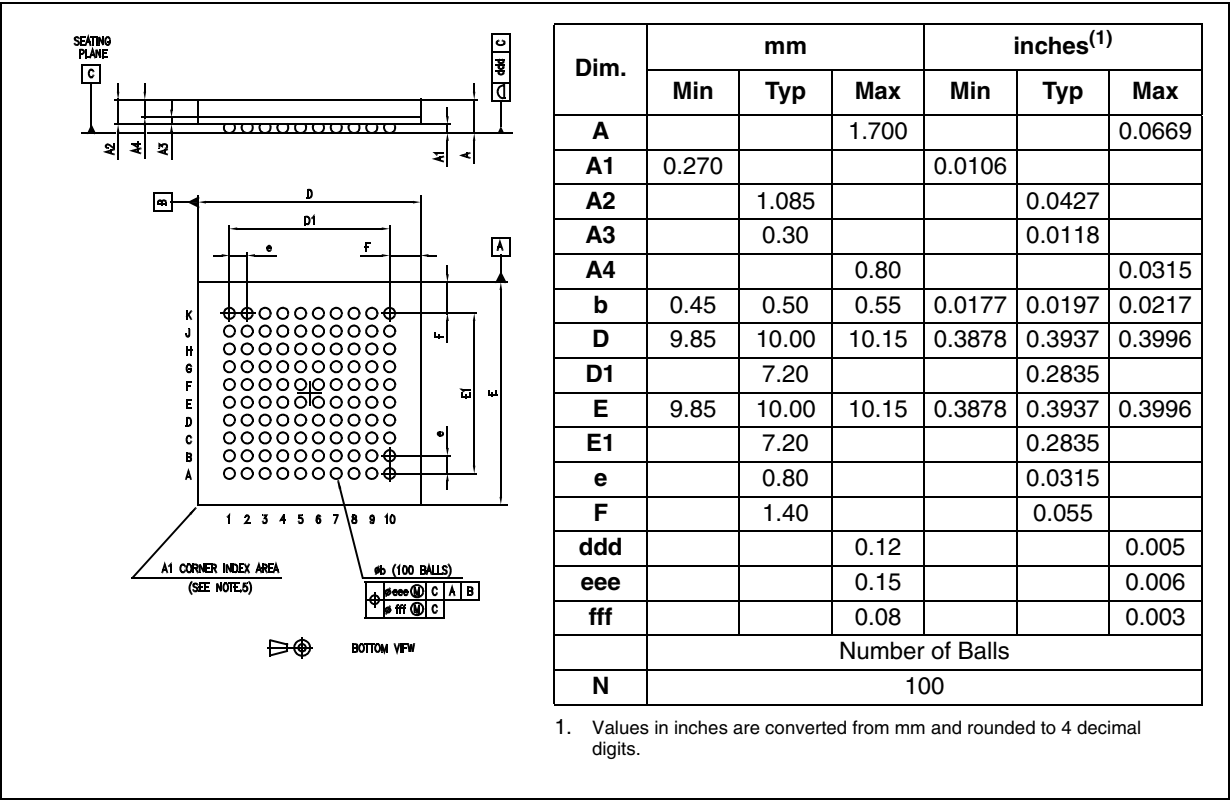 SEATING
PLANE
C
ddd C
A2
A4
A3
A1
A
B
D
D1
e
F
A
K
J
H
G
F
E
D
C
B
A
F
E1
E
e
1 2 3 4 5 6 7 8 9 10
A1 CORNER INDEX AREA
(SEE NOTE.5)
øb (100 BALLS)
ø eee Ⓜ C A B
ø fff Ⓜ C
BOTTOM VIEW
Dim. mm inches(1)
Min Typ Max Min Typ Max
A 1.700 0.0669
A1 0.270 0.0106
A2 1.085 0.0427
A3 0.30 0.0118
A4 0.80 0.0315
b 0.45 0.50 0.55 0.0177 0.0197 0.0217
D 9.85 10.00 10.15 0.3878 0.3937 0.3996
D1 7.20 0.2835
E 9.85 10.00 10.15 0.3878 0.3937 0.3996
E1 7.20 0.2835
e 0.80 0.0315
F 1.40 0.055
ddd 0.12 0.005
eee 0.15 0.006
fff 0.08 0.003
Number of Balls
N 100
1. Values in inches are converted from mm and rounded to 4 decimal
digits.